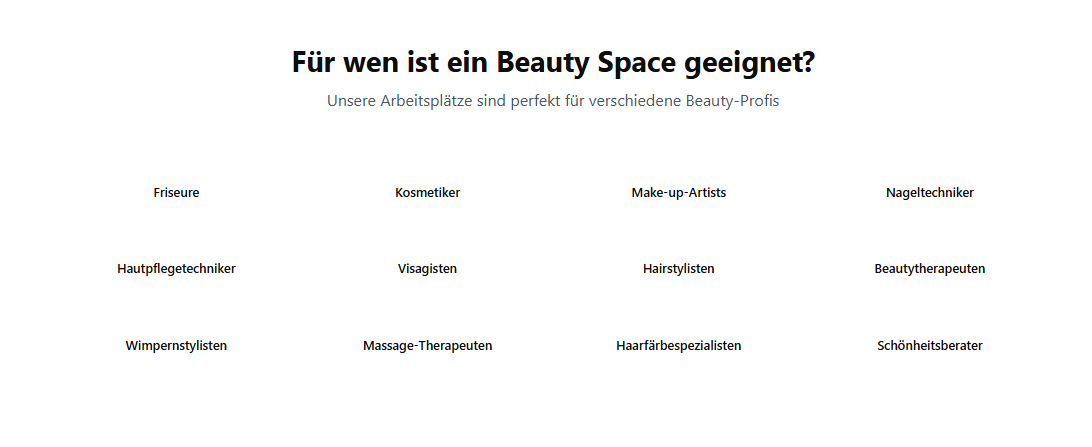 Für wen ist ein Beauty Space geeignet?
Unsere Arbeitsplätze sind perfekt für verschiedene Beauty-Profis
Friseure
Kosmetiker
Make-up-Artists
Nageltechniker
Hautpflegetechniker
Visagisten
Hairstylisten
Beautytherapeuten
Wimpernstylisten
Massage-Therapeuten
Haarfärbespezialisten
Schönheitsberater